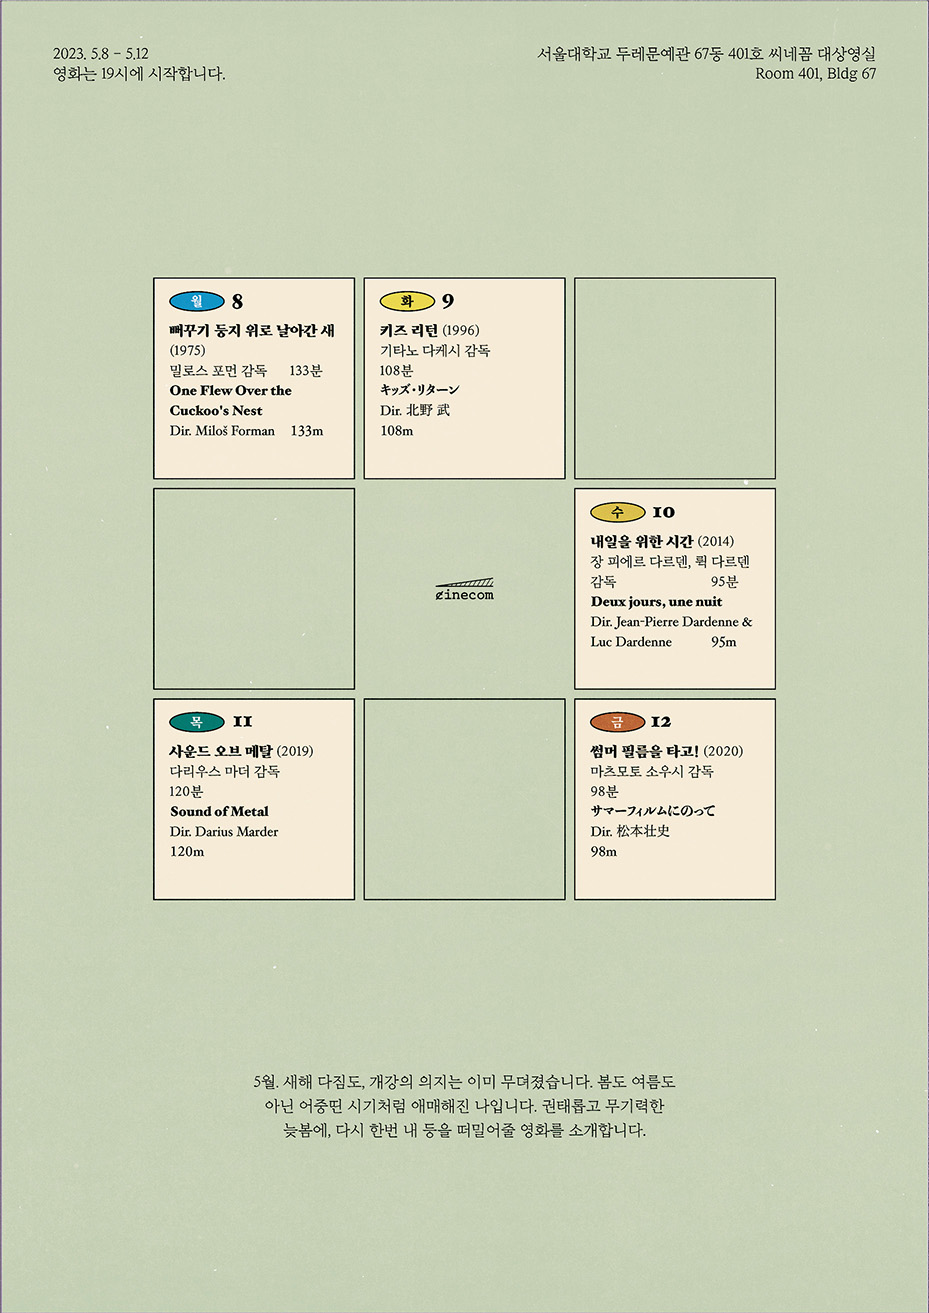 2023. 5.8 – 5.12
영화는 19시에 시작합니다.
서울대학교 두레문예관 67동 401호 씨네꼼 대상영실
Room 401, Bldg 67
월 8
뻐꾸기 둥지 위로 날아간 새
(1975)
밀로스 포먼 감독 133분
One Flew Over the
Cuckoo's Nest
Dir. Miloš Forman 133m
화 9
키즈 리턴 (1996)
기타노 다케시 감독
108분
キッズ・リターン
Dir. 北野 武
108m
수 10
내일을 위한 시간 (2014)
장 피에르 다르덴, 뤽 다르덴
감독 95분
Deux jours, une nuit
Dir. Jean-Pierre Dardenne &
Luc Dardenne 95m
¢inecom
목 11
사운드 오브 메탈 (2019)
다리우스 마더 감독
120분
Sound of Metal
Dir. Darius Marder
120m
금 12
썸머 필름을 타고! (2020)
마츠모토 소우시 감독
98분
サマーフィルムにのって
Dir. 松本壮史
98m
5월. 새해 다짐도, 개강의 의지는 이미 무뎌졌습니다. 봄도 여름도
아닌 어중띤 시기처럼 애매해진 나입니다. 권태롭고 무기력한
늦봄에, 다시 한번 내 등을 떠밀어줄 영화를 소개합니다.